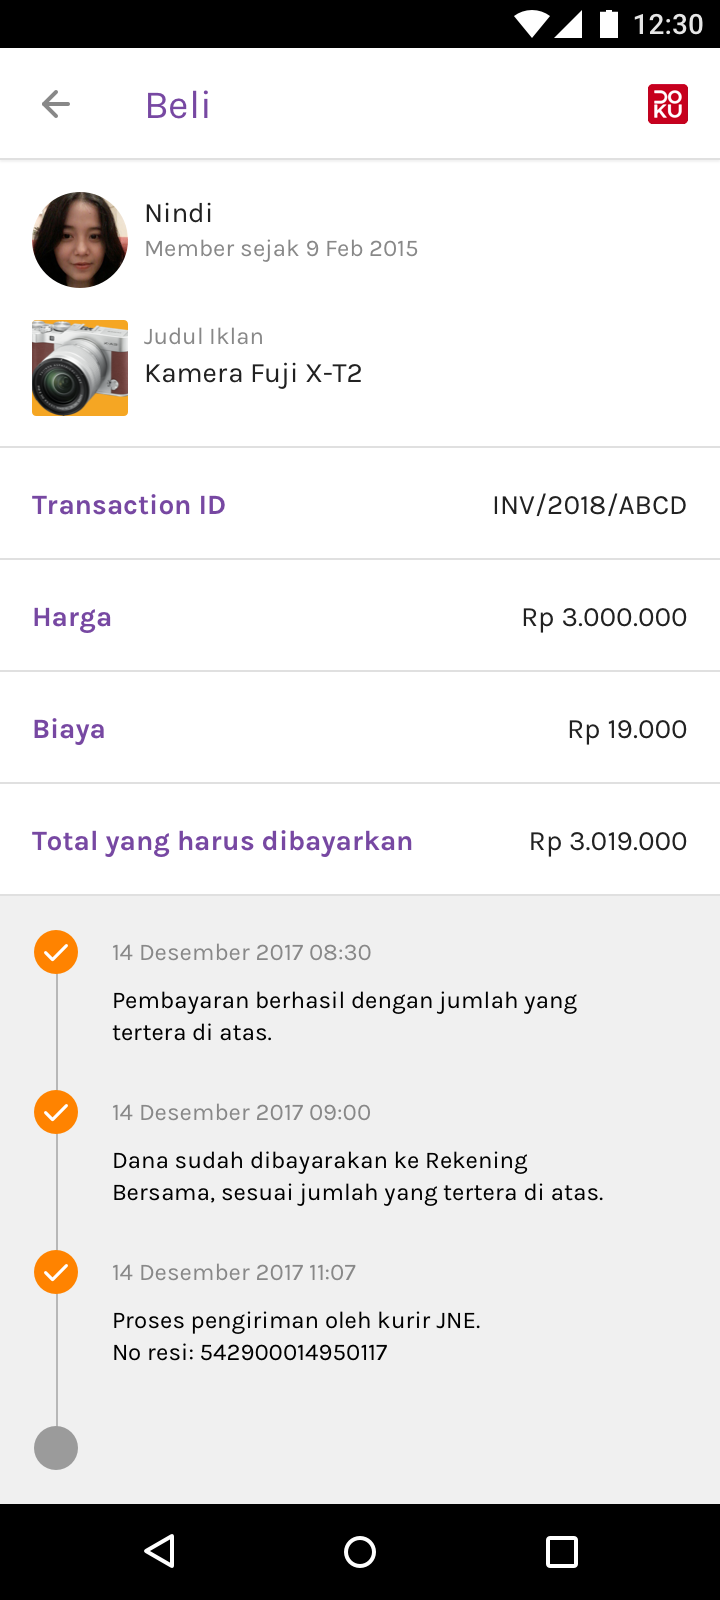 12:30
Beli
DOKU
Nindi
Member sejak 9 Feb 2015
Judul Iklan
Kamera Fuji X-T2
Transaction ID
INV/2018/ABCD
Harga
Rp 3.000.000
Biaya
Rp 19.000
Total yang harus dibayarkan
Rp 3.019.000
14 Desember 2017 08:30
Pembayaran berhasil dengan jumlah yang
tertera di atas.
14 Desember 2017 09:00
Dana sudah dibayarakan ke Rekening
Bersama, sesuai jumlah yang tertera di atas.
14 Desember 2017 11:07
Proses pengiriman oleh kurir JNE.
No resi: 542900014950117